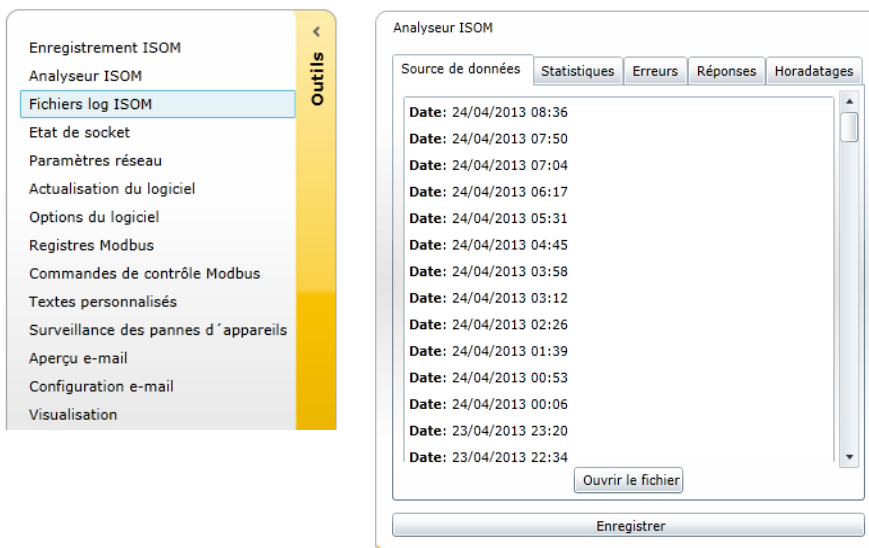 Enregistrement ISOM
Analyseur ISOM
Fichiers log ISOM
Etat de socket
Paramètres réseau
Actualisation du logiciel
Options du logiciel
Registres Modbus
Commandes de contrôle Modbus
Textes personnalisés
Surveillance des pannes d´appareils
Aperçu e-mail
Configuration e-mail
Visualisation
Outils
Analyseur ISOM
Source de données Statistiques Erreurs Réponses Horadatages
Date: 24/04/2013 08:36
Date: 24/04/2013 07:50
Date: 24/04/2013 07:04
Date: 24/04/2013 06:17
Date: 24/04/2013 05:31
Date: 24/04/2013 04:45
Date: 24/04/2013 03:58
Date: 24/04/2013 03:12
Date: 24/04/2013 02:26
Date: 24/04/2013 01:39
Date: 24/04/2013 00:53
Date: 24/04/2013 00:06
Date: 23/04/2013 23:20
Date: 23/04/2013 22:34
Ouvrir le fichier
Enregistrer